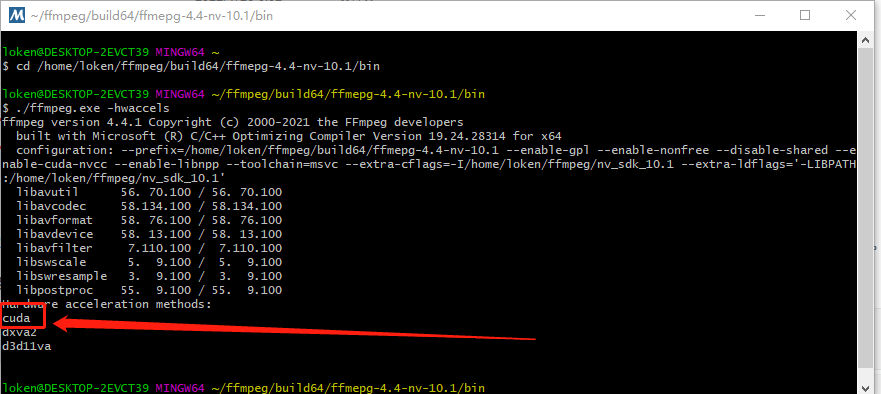 ~/ffmpeg/build64/ffmepg-4.4-nv-10.1/bin
loken@DESKTOP-2EVCT39 MINGW64 ~
$ cd /home/loken/ffmpeg/build64/ffmepg-4.4-nv-10.1/bin
loken@DESKTOP-2EVCT39 MINGW64 ~/ffmpeg/build64/ffmepg-4.4-nv-10.1/bin
$ ./ffmpeg.exe -hwaccels
ffmpeg version 4.4.1 Copyright (c) 2000-2021 the FFmpeg developers
built with Microsoft (R) C/C++ Optimizing Compiler Version 19.24.28314 for x64
configuration: --prefix=/home/loken/ffmpeg/build64/ffmepg-4.4-nv-10.1 --enable-gpl --enable-nonfree --disable-shared --e
nable-cuda-nvcc --enable-libnpp --toolchain=msvc --extra-cflags=-I/home/loken/ffmpeg/nv_sdk_10.1 --extra-ldflags='-LIBPATH
:/home/loken/ffmpeg/nv_sdk_10.1'
libavutil 56. 70.100 / 56. 70.100
libavcodec 58.134.100 / 58.134.100
libavformat 58. 76.100 / 58. 76.100
libavdevice 58. 13.100 / 58. 13.100
libavfilter 7.110.100 / 7.110.100
libswscale 5. 9.100 / 5. 9.100
libswresample 3. 9.100 / 3. 9.100
libpostproc 55. 9.100 / 55. 9.100
Hardware acceleration methods:
cuda
dxva2
d3d11va
loken@DESKTOP-2EVCT39 MINGW64 ~/ffmpeg/build64/ffmepg-4.4-nv-10.1/bin